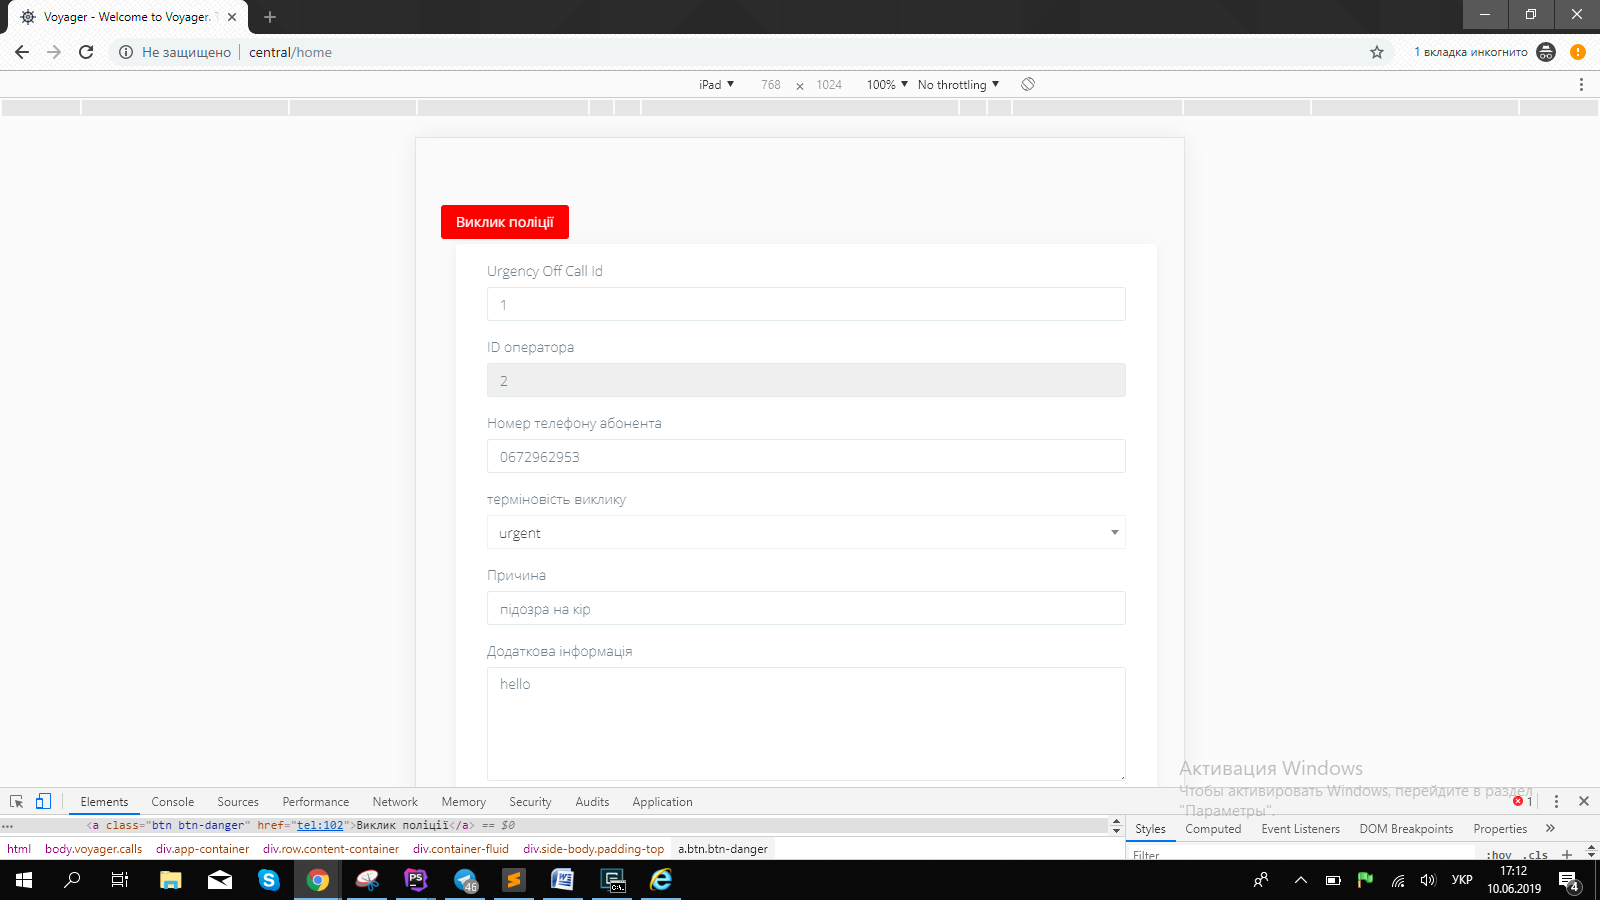 Voyager - Welcome to Voyager. T
Не защищено
central/home
1 вкладка инкогнито
iPad
768 × 1024
100%
No throttling
Виклик поліції
Urgency Off Call Id
1
ID оператора
2
Номер телефону абонента
0672962953
терміновість виклику
urgent
Причина
підозра на кір
Додаткова інформація
hello
Активация Windows
Чтобы активировать Windows, перейдите в раздел
"Параметры".
Elements Console Sources Performance Network Memory Security Audits Application
1
<a class="btn btn-danger" href="tel:102">Виклик поліції</a> == $0
Styles Computed Event Listeners DOM Breakpoints Properties »
html body.voyager.calls div.app-container div.row.content-container div.container-fluid div.side-body.padding-top a.btn.btn-danger
Filter
:hov .cls +
PS
46
C:\.
УКР
17:12
10.06.2019
4